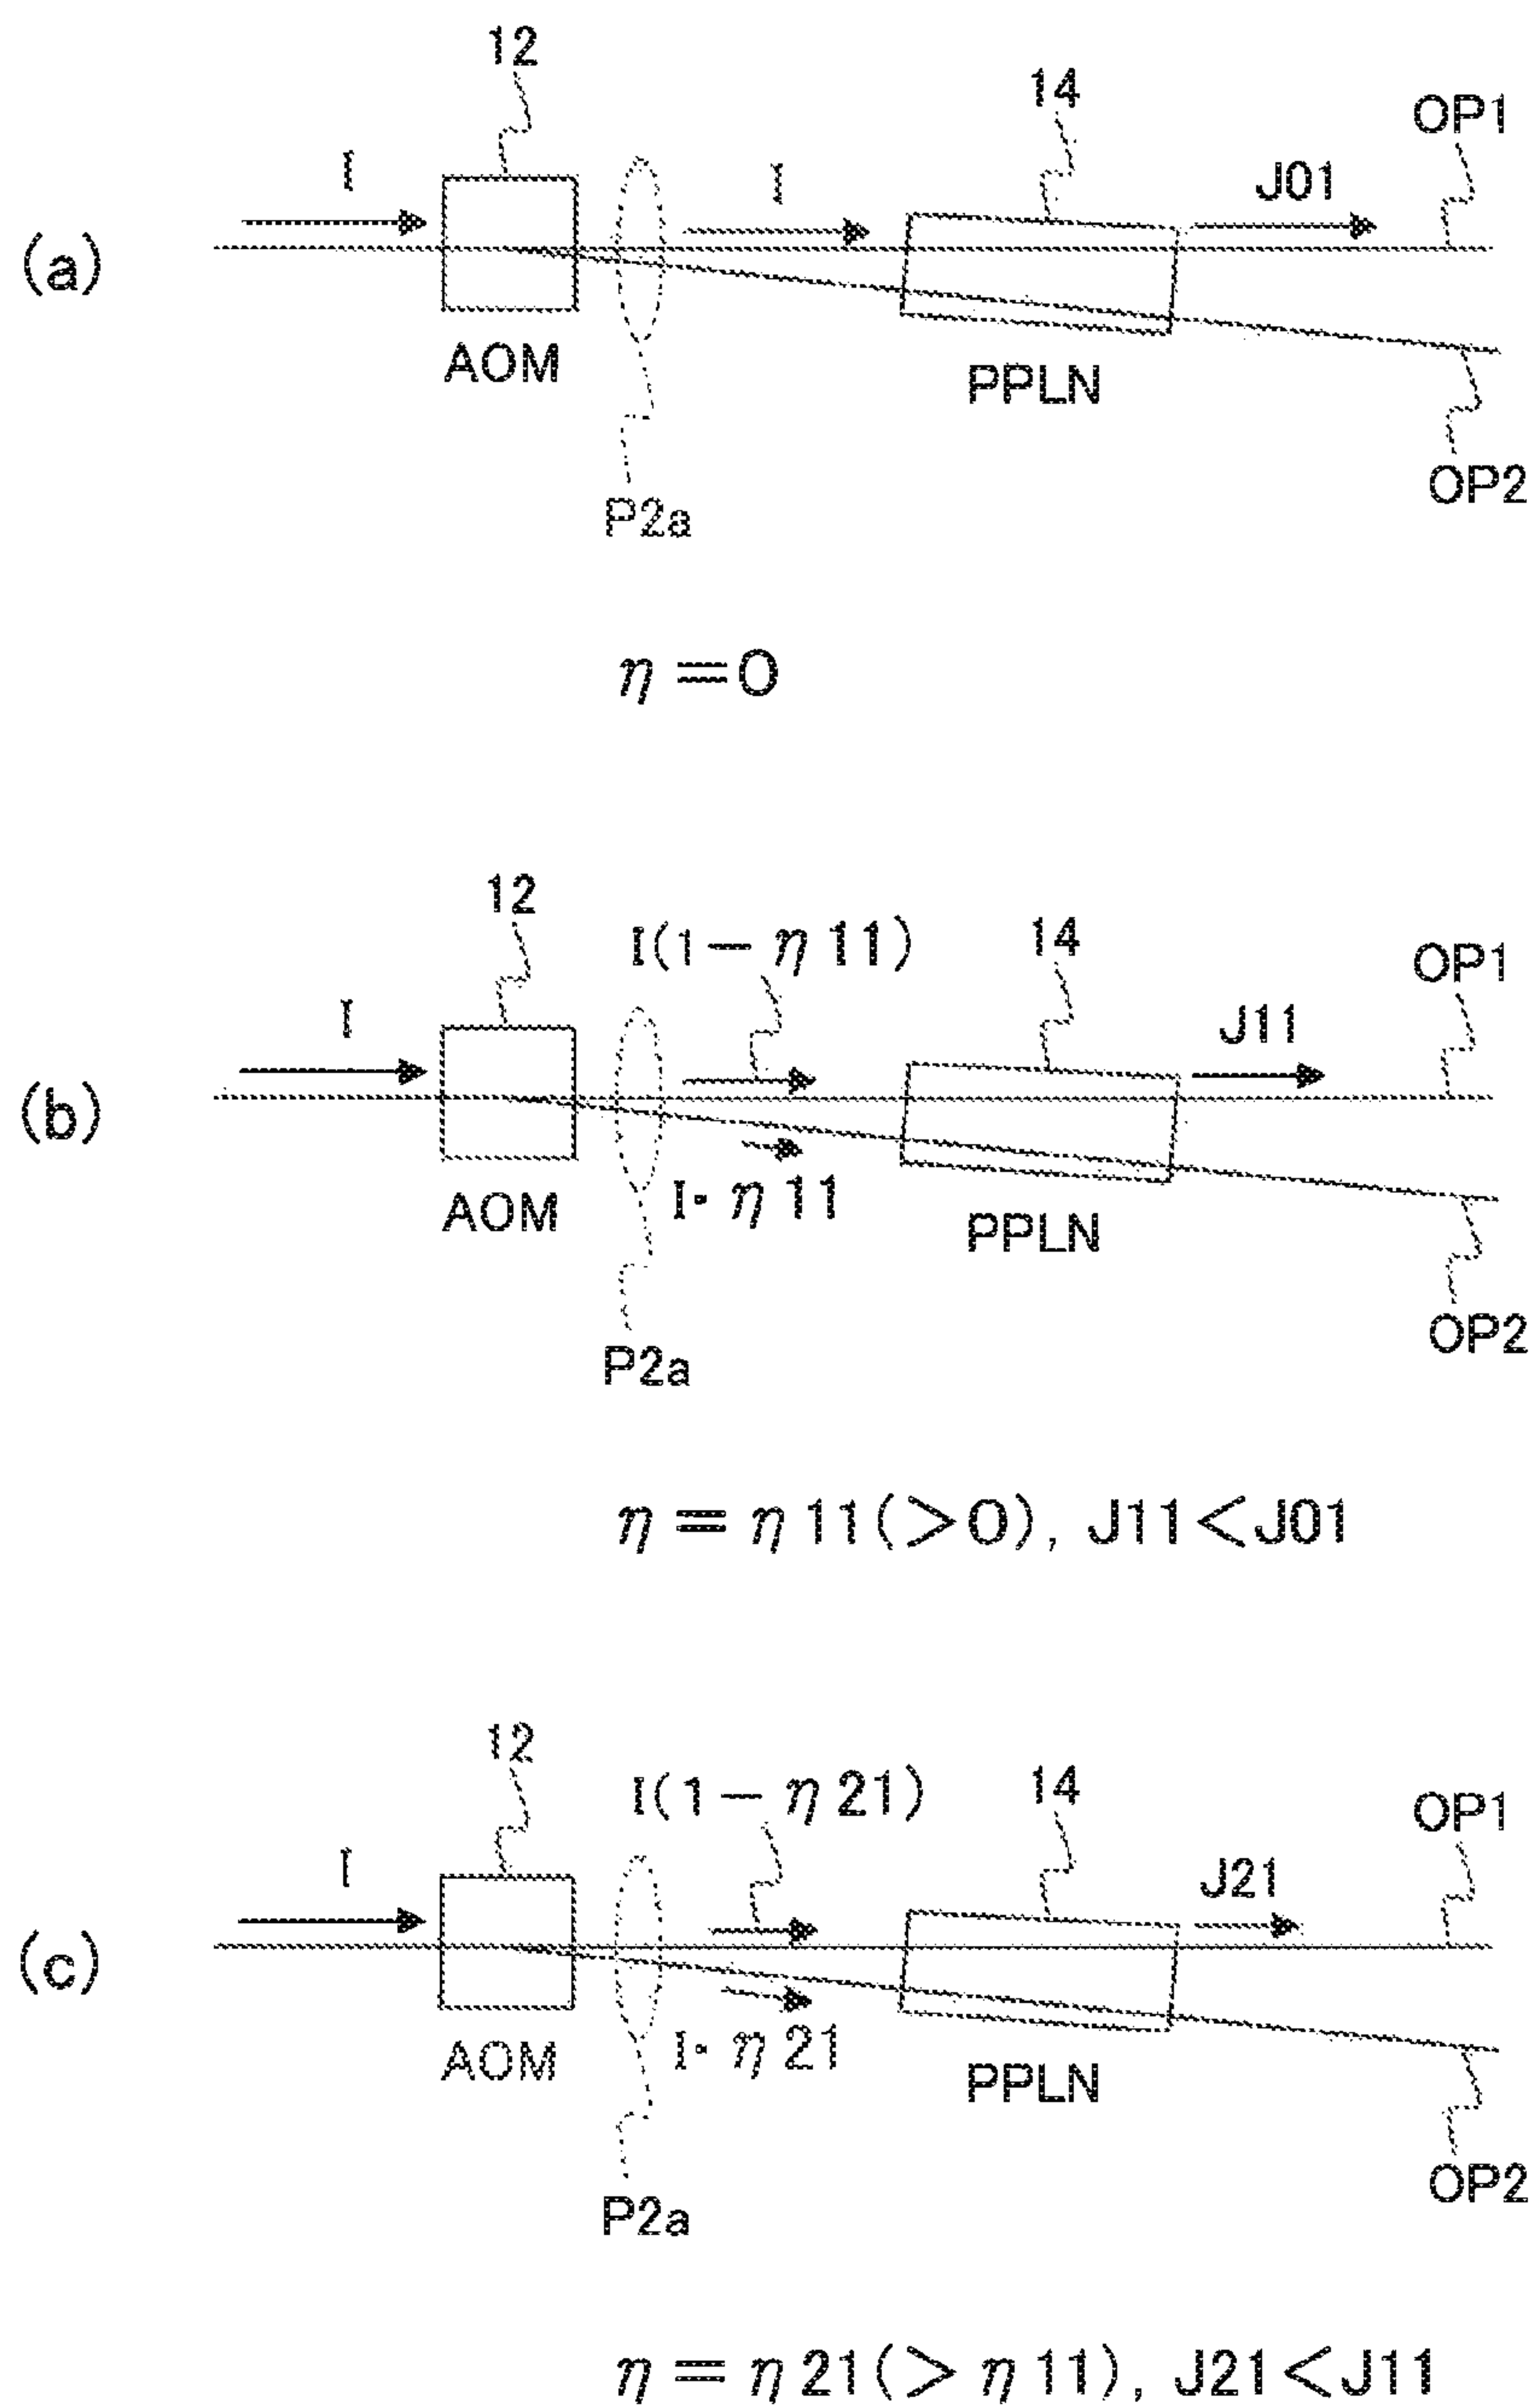 12
14
OP1
I
I
J01
(a)
AOM
PPLN
OP2
P2a
η=0
12
I(1-η11)
14
OP1
I
J11
(b)
I·η11
AOM
PPLN
OP2
P2a
η=η11(>0), J11<J01
12
I(1-η21)
14
OP1
I
J21
(c)
I·η21
AOM
PPLN
OP2
P2a
η=η21(>η11), J21<J11